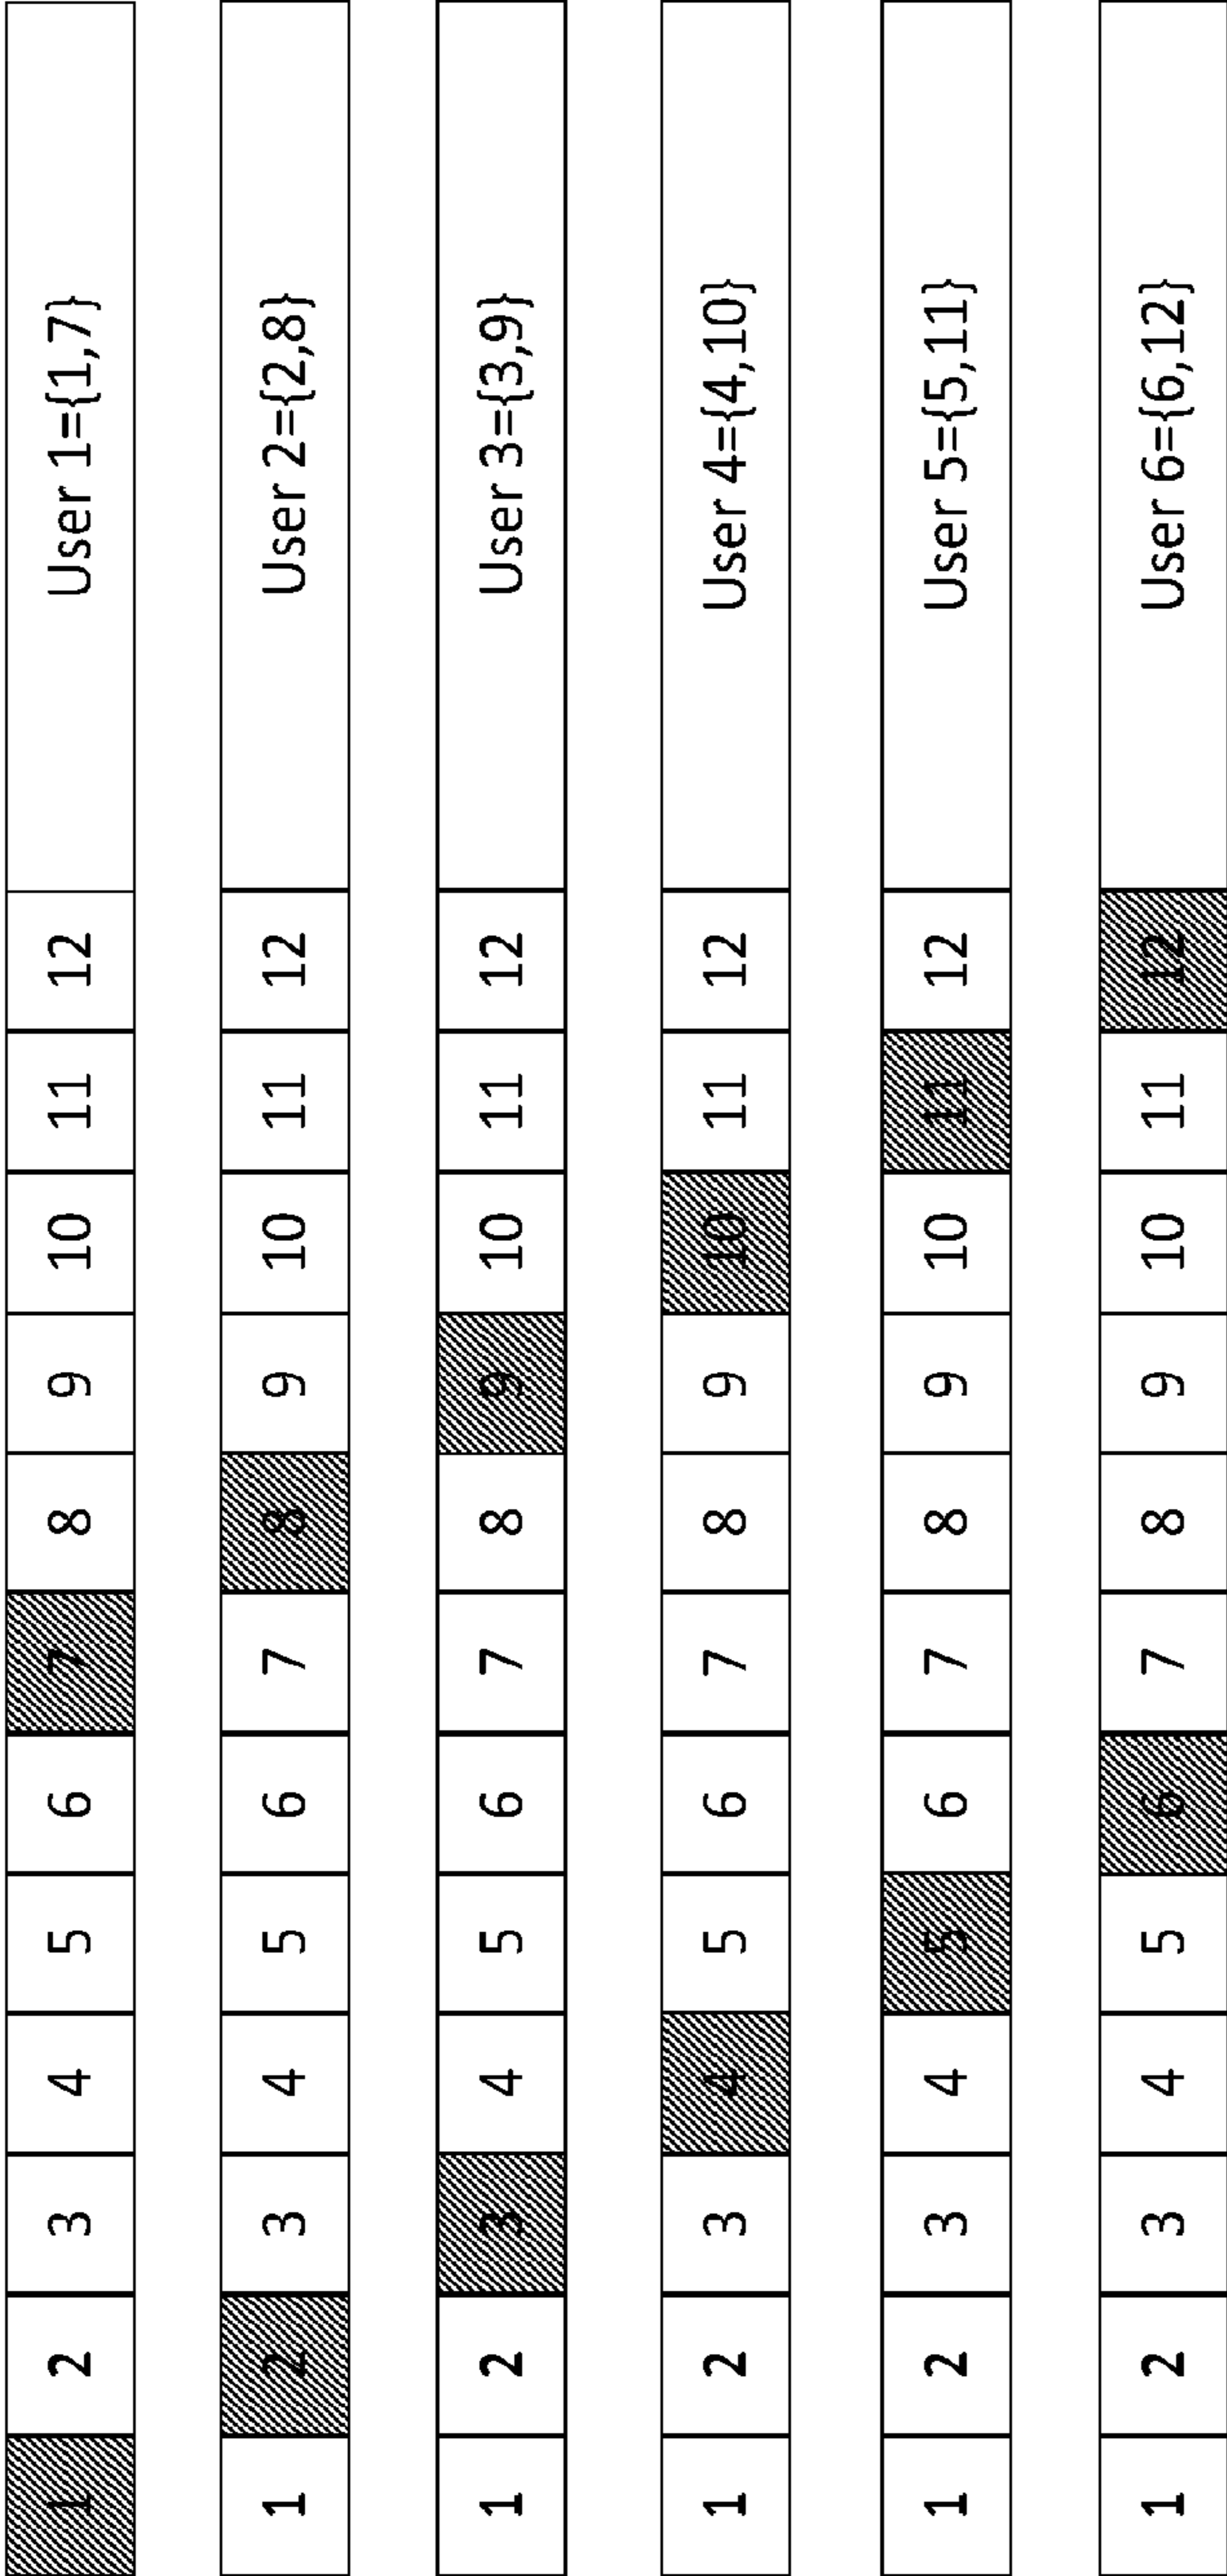 1 2 3 4 5 6 7 8 9 10 11 12 User 1={1,7}
1 2 3 4 5 6 7 8 9 10 11 12 User 2={2,8}
1 2 3 4 5 6 7 8 9 10 11 12 User 3={3,9}
1 2 3 4 5 6 7 8 9 10 11 12 User 4={4,10}
1 2 3 4 5 6 7 8 9 10 11 12 User 5={5,11}
1 2 3 4 5 6 7 8 9 10 11 12 User 6={6,12}